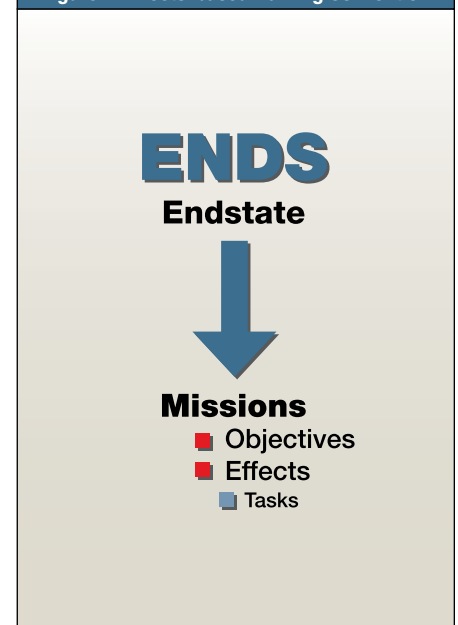 ENDS
Endstate
Missions
Objectives
Effects
Tasks